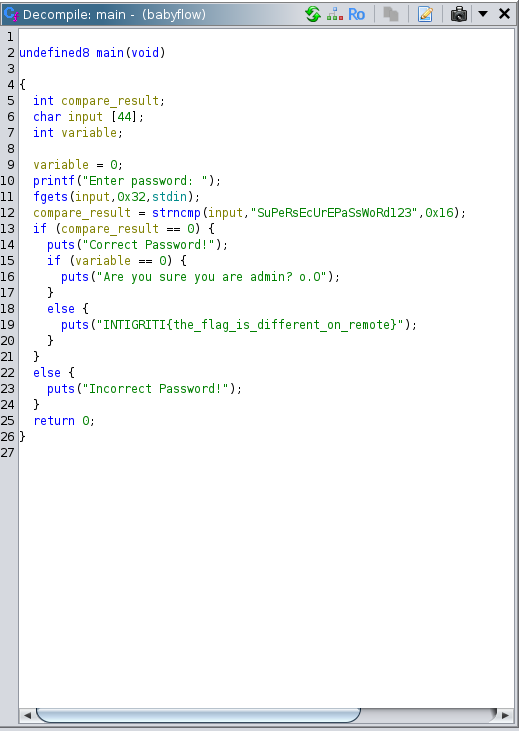 Decompile: main - (babyflow)
Ro
1
2 undefined8 main(void)
3
4 {
5   int compare_result;
6   char input [44];
7   int variable;
8
9   variable = 0;
10   printf("Enter password: ");
11   fgets(input,0x32,stdin);
12   compare_result = strncmp(input,"SuPeRsEcUrEPaSsWoRd123",0x16);
13   if (compare_result == 0) {
14     puts("Correct Password!");
15     if (variable == 0) {
16       puts("Are you sure you are admin? o.O");
17     }
18     else {
19       puts("INTIGRITI{the_flag_is_different_on_remote}");
20     }
21   }
22   else {
23     puts("Incorrect Password!");
24   }
25   return 0;
26 }
27